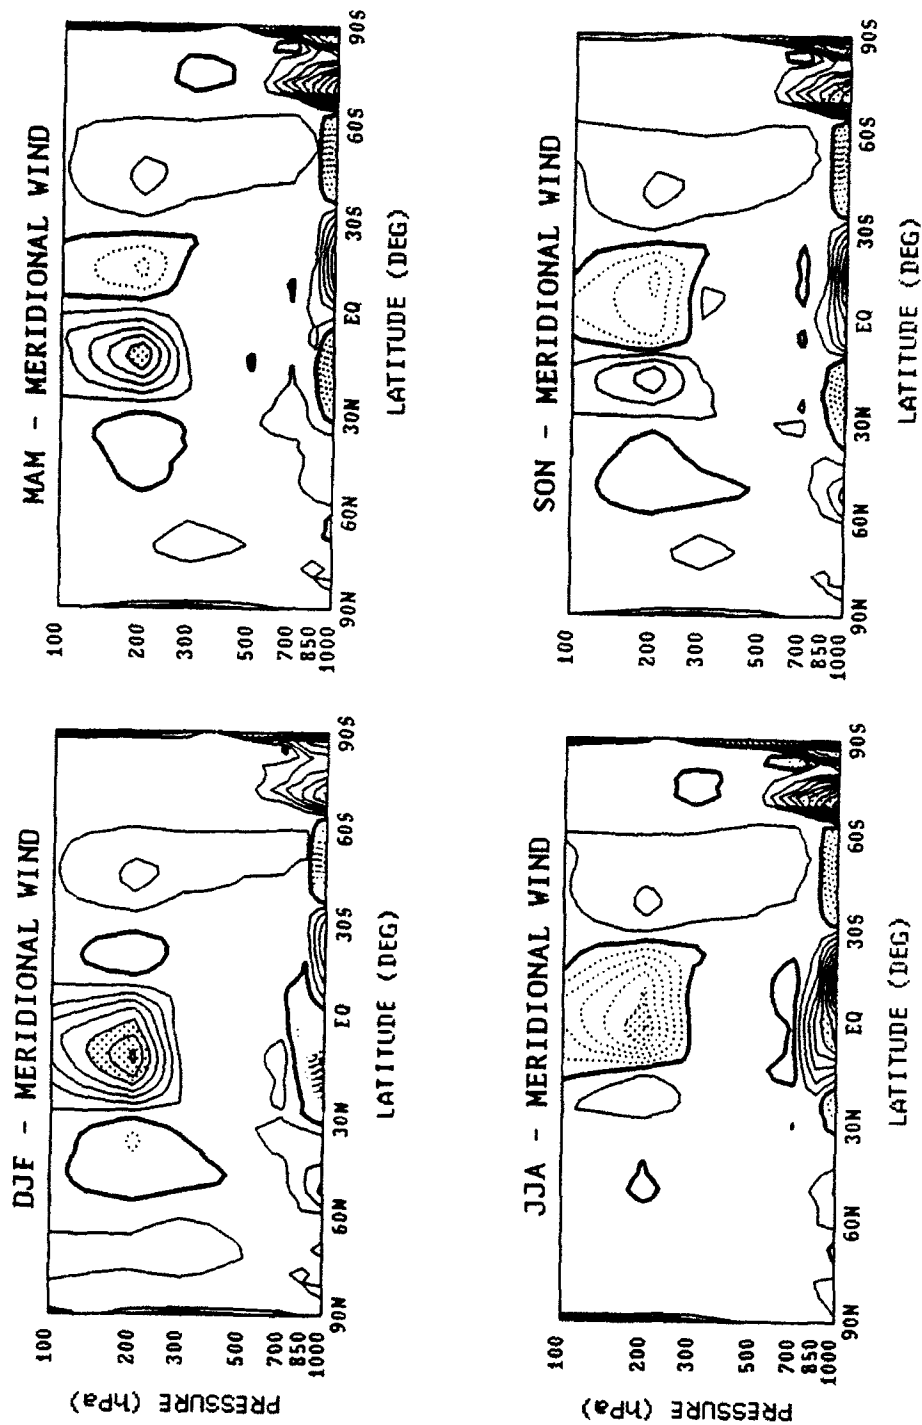 DJF - MERIDIONAL WIND
PRESSURE (hPa)
100
200
300
500
700
850
1000
90N 60N 30N EQ 30S 60S 90S
LATITUDE (DEG)
MAM - MERIDIONAL WIND
100
200
300
500
700
850
1000
90N 60N 30N EQ 30S 60S 90S
LATITUDE (DEG)
JJA - MERIDIONAL WIND
PRESSURE (hPa)
100
200
300
500
700
850
1000
90N 60N 30N EQ 30S 60S 90S
LATITUDE (DEG)
SON - MERIDIONAL WIND
100
200
300
500
700
850
1000
90N 60N 30N EQ 30S 60S 90S
LATITUDE (DEG)